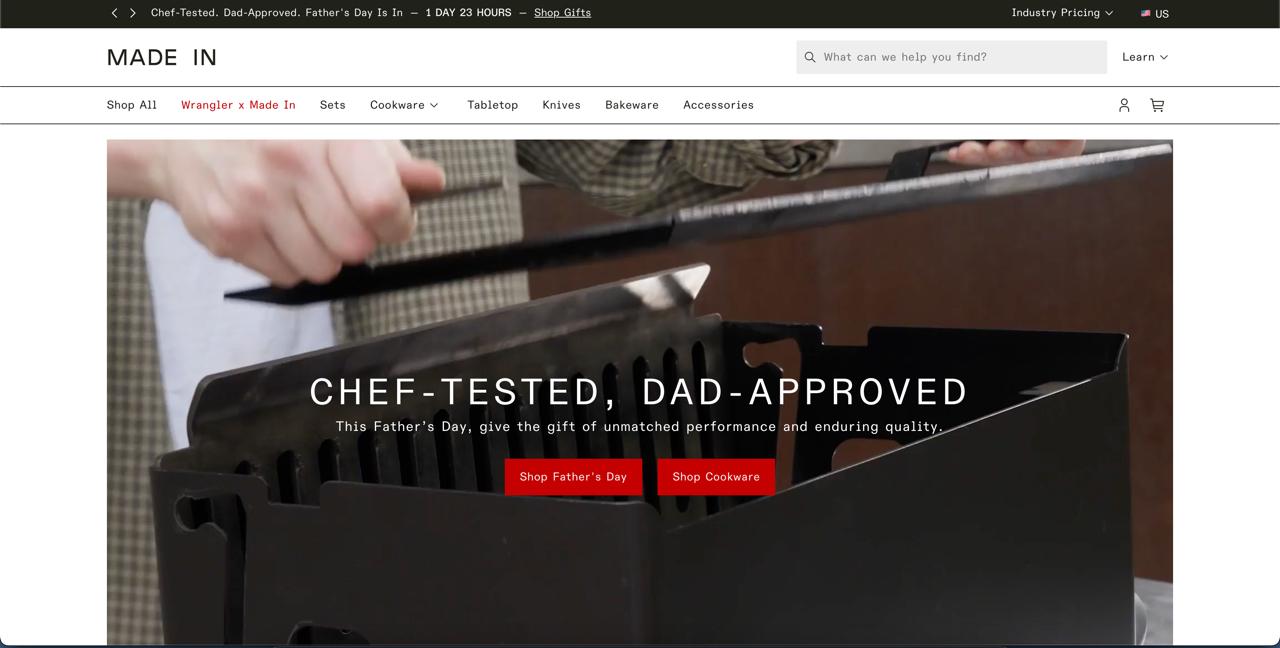 Chef-Tested. Dad-Approved. Father's Day Is In — 1 DAY 23 HOURS — Shop Gifts
Industry Pricing
US
MADE IN
What can we help you find?
Learn
Shop All
Wrangler x Made In
Sets
Cookware
Tabletop
Knives
Bakeware
Accessories
CHEF-TESTED, DAD-APPROVED
This Father’s Day, give the gift of unmatched performance and enduring quality.
Shop Father's Day
Shop Cookware